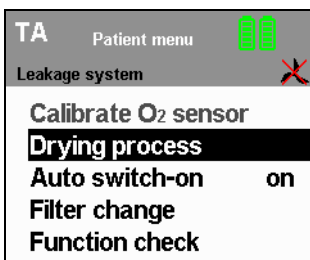 TA Patient menu
Leakage system
Calibrate O₂ sensor
Drying process
Auto switch-on on
Filter change
Function check